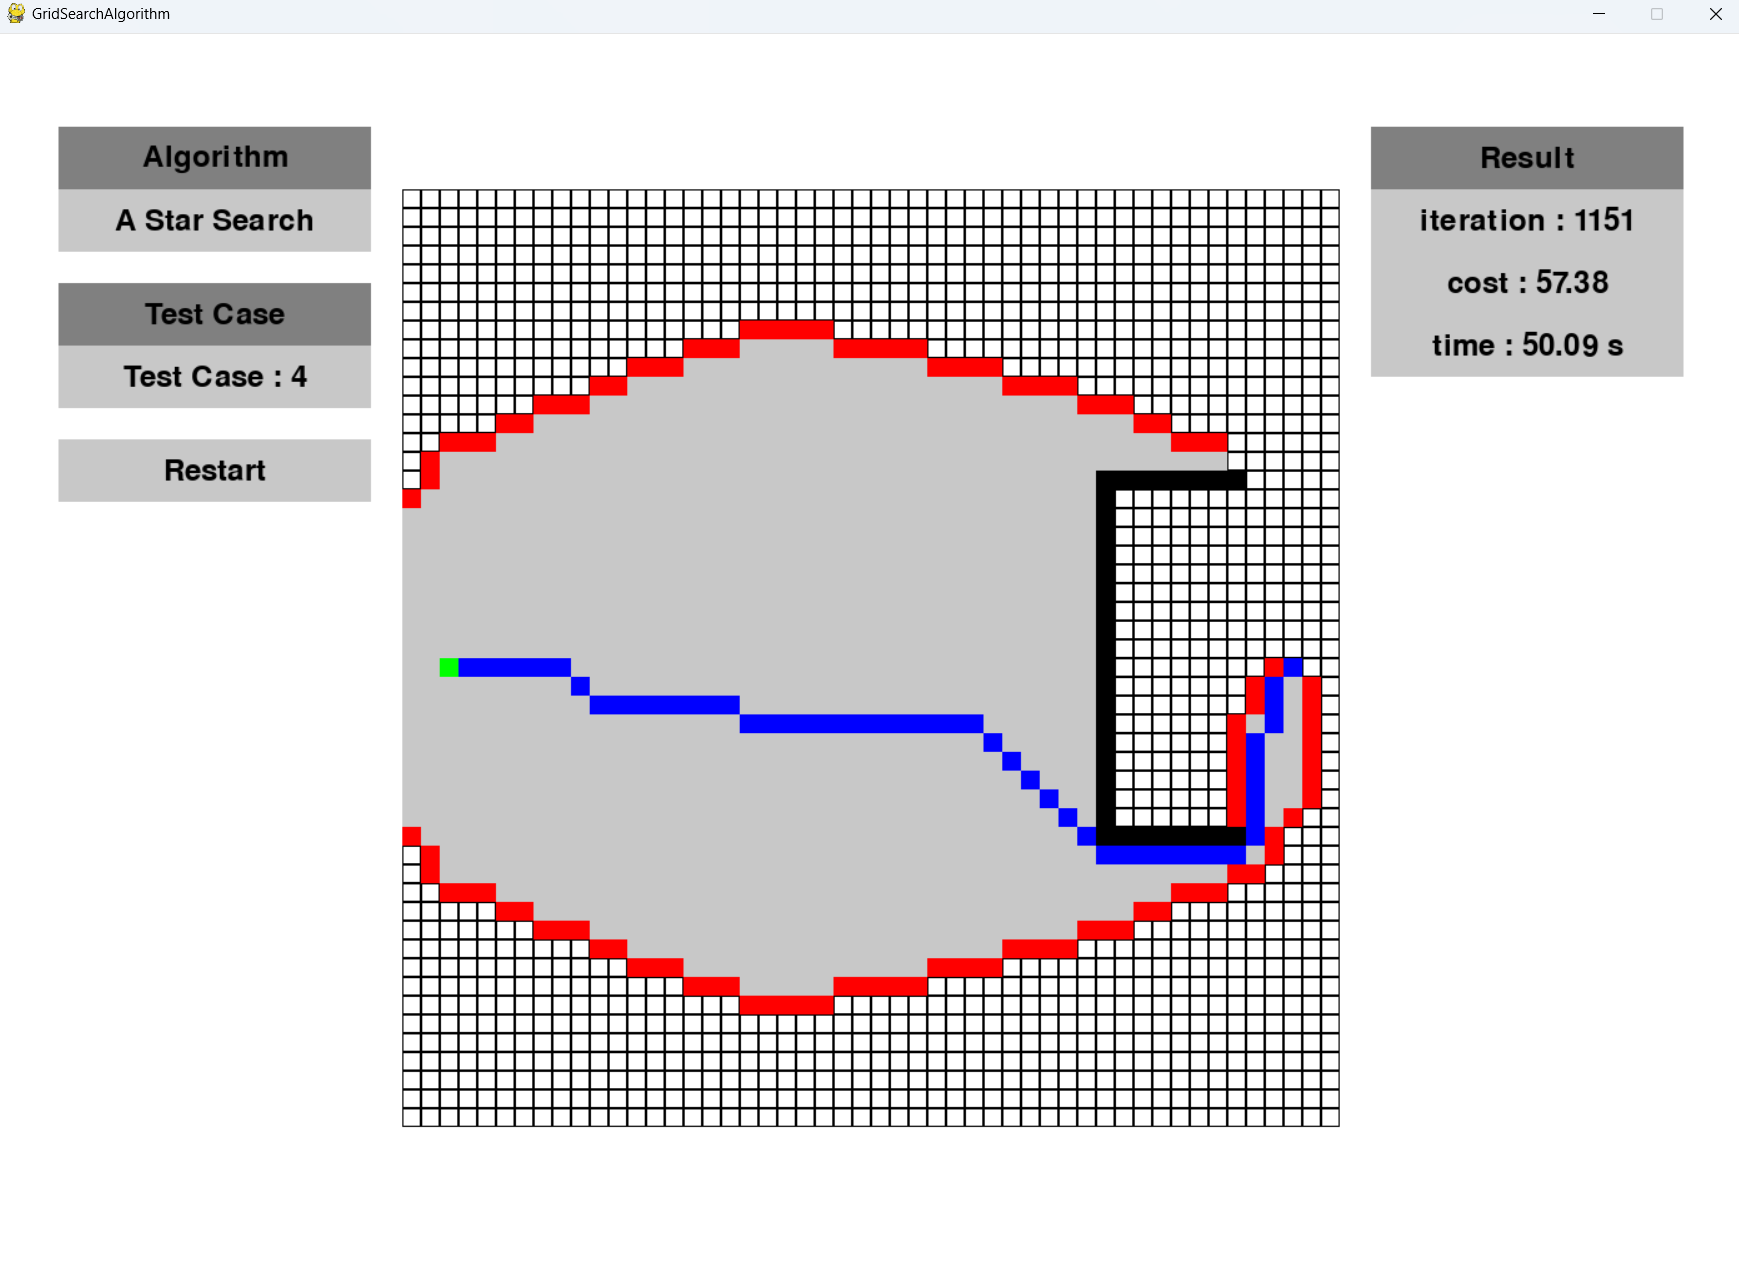 GridSearchAlgorithm
Algorithm
A Star Search
Test Case
Test Case : 4
Restart
Result
iteration : 1151
cost : 57.38
time : 50.09 s